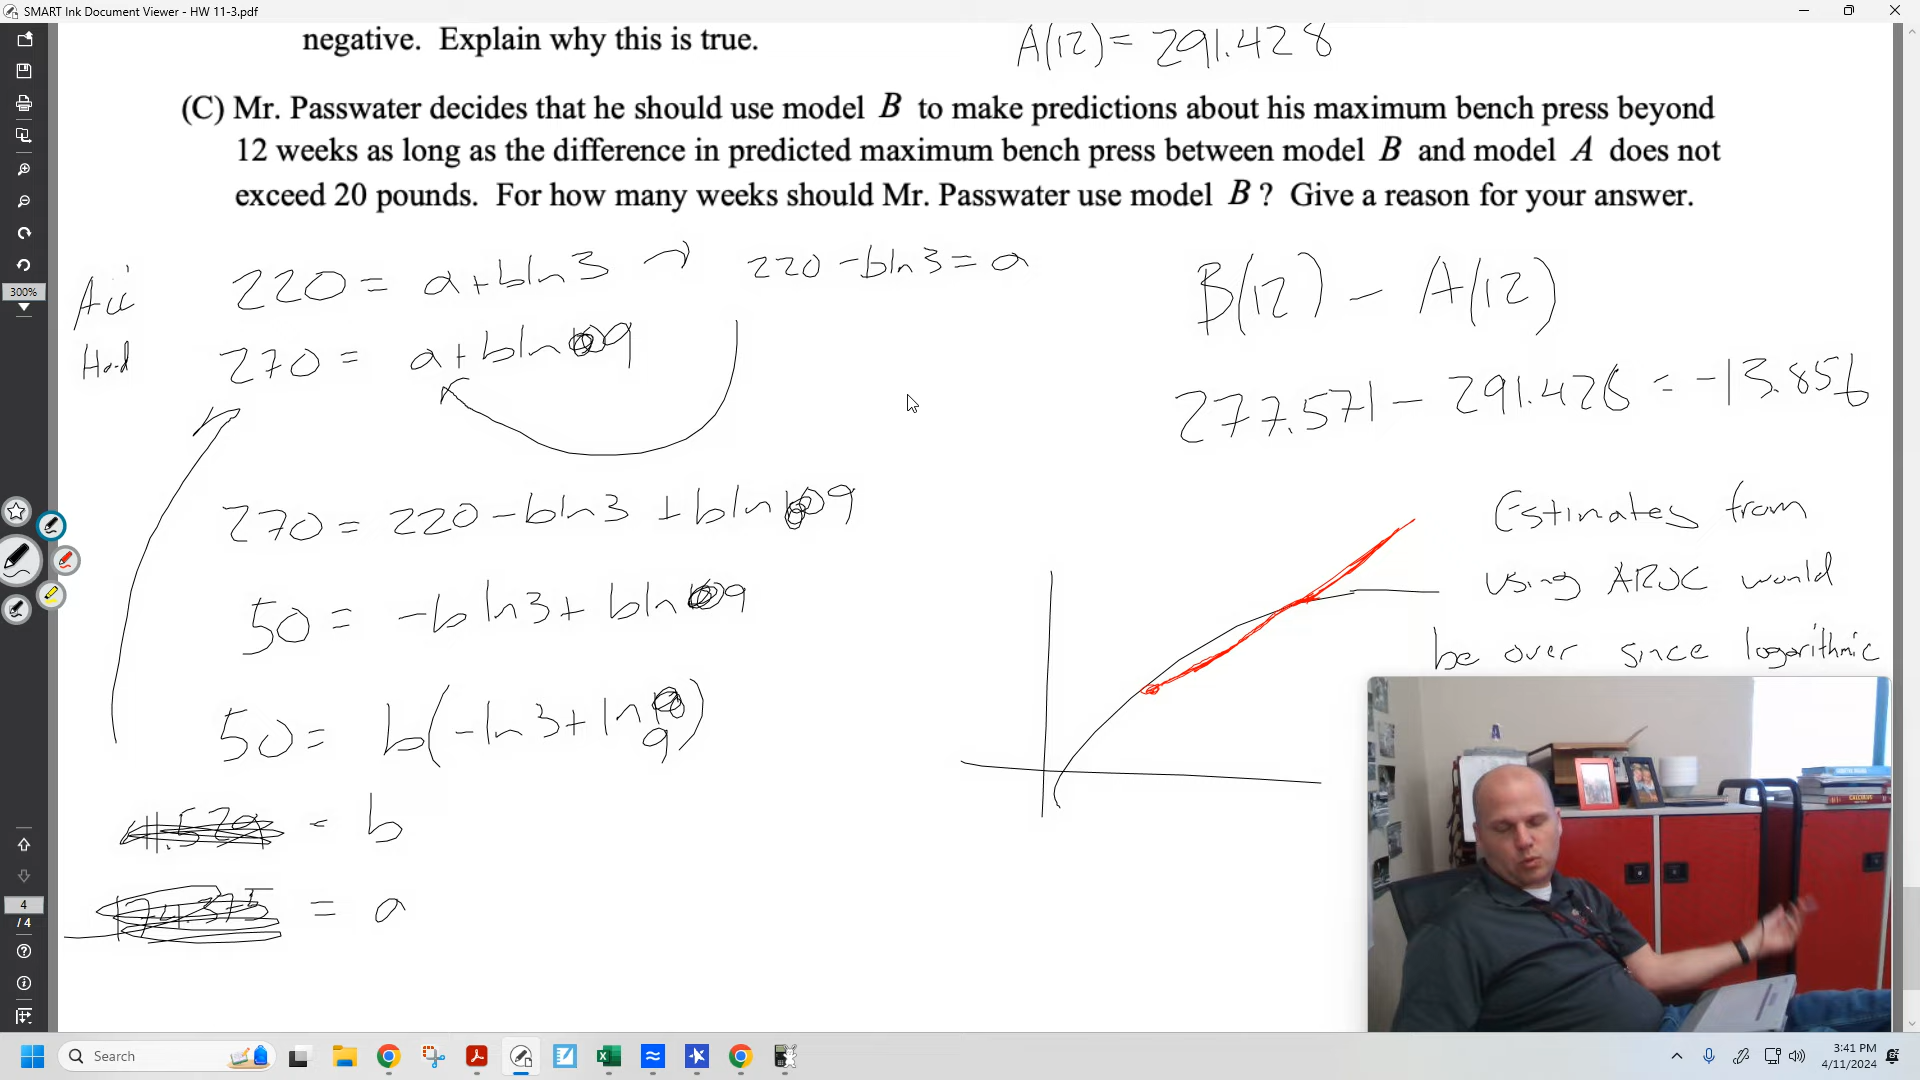 SMART Ink Document Viewer - HW 11-3.pdf
negative. Explain why this is true.
A(12) = 291.428
(C) Mr. Passwater decides that he should use model B to make predictions about his maximum bench press beyond
12 weeks as long as the difference in predicted maximum bench press between model B and model A does not
exceed 20 pounds. For how many weeks should Mr. Passwater use model B? Give a reason for your answer.
220 = a + b ln 3 → 220 - b ln 3 = a
270 = a + b ln 9
B(12) - A(12)
277.571 - 291.428 = -13.856
270 = 220 - b ln 3 + b ln 9
50 = -b ln 3 + b ln 9
50 = b(-ln 3 + ln 9)
= b
= a
Estimates from
using AROC would
be over since logarithmic
300%
4
/ 4
Search
3:41 PM
4/11/2024
CALCULUS